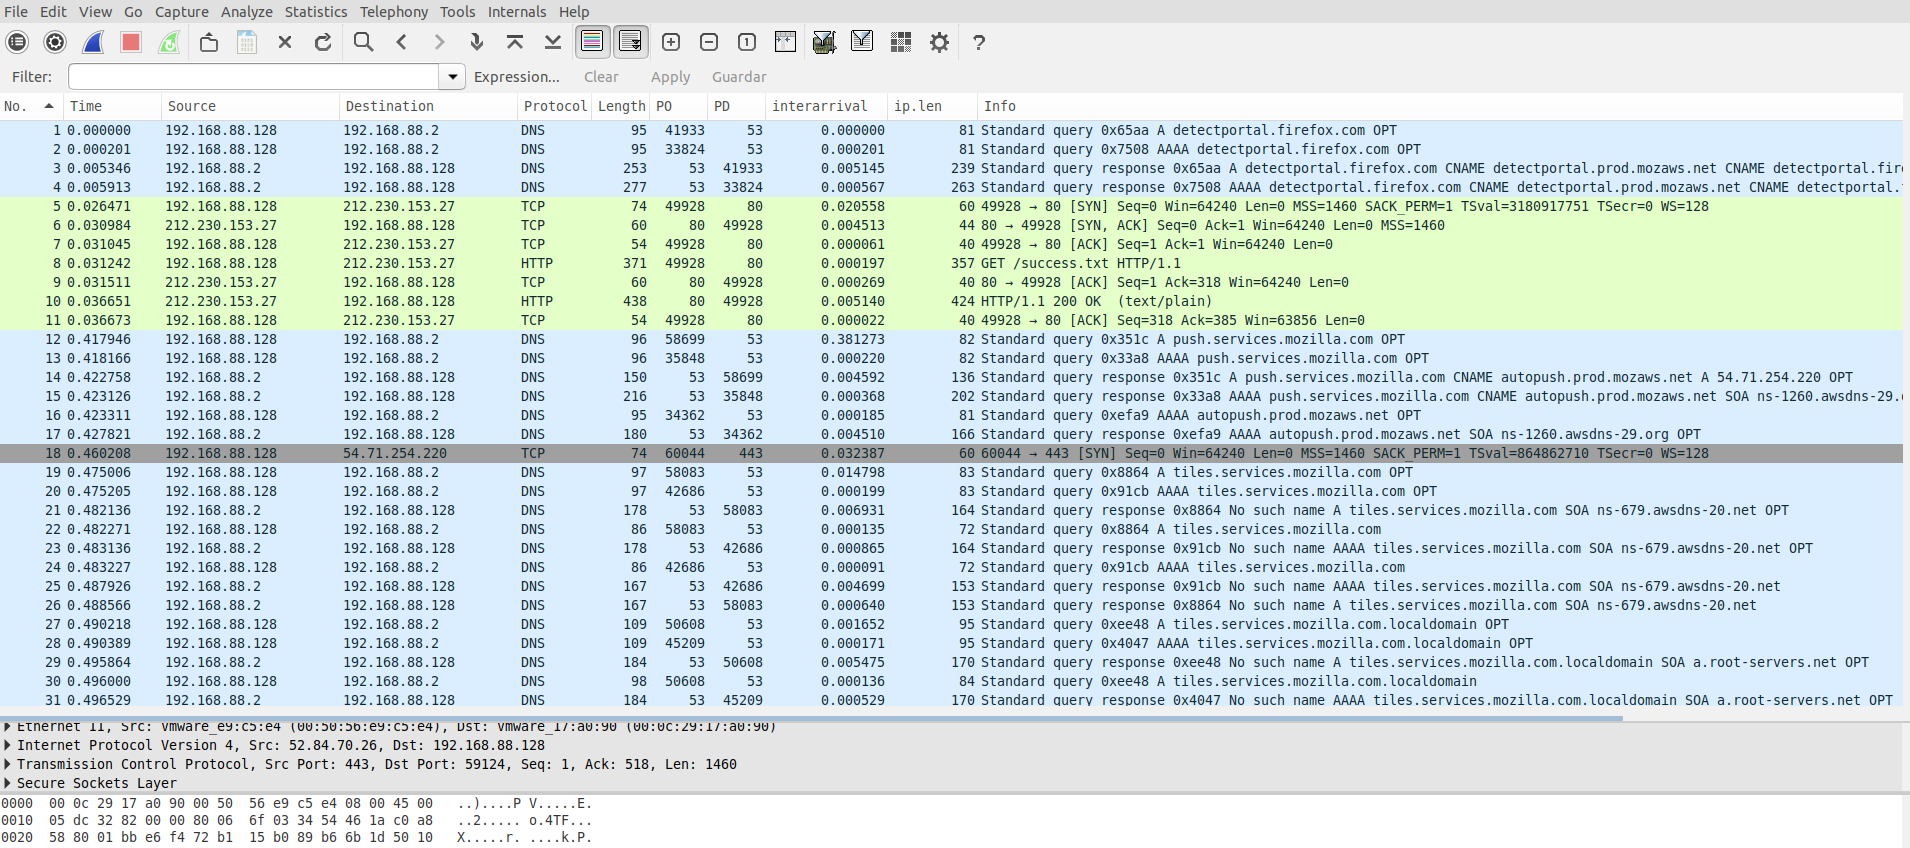 File Edit View Go Capture Analyze Statistics Telephony Tools Internals Help
Filter: Expression... Clear Apply Guardar
No. Time Source Destination Protocol Length PO PD interarrival ip.len Info
1 0.000000 192.168.88.128 192.168.88.2 DNS 95 41933 53 0.000000 81 Standard query 0x65aa A detectportal.firefox.com OPT
2 0.000201 192.168.88.128 192.168.88.2 DNS 95 33824 53 0.000201 81 Standard query 0x7508 AAAA detectportal.firefox.com OPT
3 0.005346 192.168.88.2 192.168.88.128 DNS 253 53 41933 0.005145 239 Standard query response 0x65aa A detectportal.firefox.com CNAME detectportal.prod.mozaws.net CNAME detectportal.fire
4 0.005913 192.168.88.2 192.168.88.128 DNS 277 53 33824 0.000567 263 Standard query response 0x7508 AAAA detectportal.firefox.com CNAME detectportal.prod.mozaws.net CNAME detectportal.
5 0.026471 192.168.88.128 212.230.153.27 TCP 74 49928 80 0.020558 60 49928 → 80 [SYN] Seq=0 Win=64240 Len=0 MSS=1460 SACK_PERM=1 TSval=3180917751 TSecr=0 WS=128
6 0.030984 212.230.153.27 192.168.88.128 TCP 60 80 49928 0.004513 44 80 → 49928 [SYN, ACK] Seq=0 Ack=1 Win=64240 Len=0 MSS=1460
7 0.031045 192.168.88.128 212.230.153.27 TCP 54 49928 80 0.000061 40 49928 → 80 [ACK] Seq=1 Ack=1 Win=64240 Len=0
8 0.031242 192.168.88.128 212.230.153.27 HTTP 371 49928 80 0.000197 357 GET /success.txt HTTP/1.1
9 0.031511 212.230.153.27 192.168.88.128 TCP 60 80 49928 0.000269 40 80 → 49928 [ACK] Seq=1 Ack=318 Win=64240 Len=0
10 0.036651 212.230.153.27 192.168.88.128 HTTP 438 80 49928 0.005140 424 HTTP/1.1 200 OK (text/plain)
11 0.036673 192.168.88.128 212.230.153.27 TCP 54 49928 80 0.000022 40 49928 → 80 [ACK] Seq=318 Ack=385 Win=63856 Len=0
12 0.417946 192.168.88.128 192.168.88.2 DNS 96 58699 53 0.381273 82 Standard query 0x351c A push.services.mozilla.com OPT
13 0.418166 192.168.88.128 192.168.88.2 DNS 96 35848 53 0.000220 82 Standard query 0x33a8 AAAA push.services.mozilla.com OPT
14 0.422758 192.168.88.2 192.168.88.128 DNS 150 53 58699 0.004592 136 Standard query response 0x351c A push.services.mozilla.com CNAME autopush.prod.mozaws.net A 54.71.254.220 OPT
15 0.423126 192.168.88.2 192.168.88.128 DNS 216 53 35848 0.000368 202 Standard query response 0x33a8 AAAA push.services.mozilla.com CNAME autopush.prod.mozaws.net SOA ns-1260.awsdns-29.o
16 0.423311 192.168.88.128 192.168.88.2 DNS 95 34362 53 0.000185 81 Standard query 0xefa9 AAAA autopush.prod.mozaws.net OPT
17 0.427821 192.168.88.2 192.168.88.128 DNS 180 53 34362 0.004510 166 Standard query response 0xefa9 AAAA autopush.prod.mozaws.net SOA ns-1260.awsdns-29.org OPT
18 0.460208 192.168.88.128 54.71.254.220 TCP 74 60044 443 0.032387 60 60044 → 443 [SYN] Seq=0 Win=64240 Len=0 MSS=1460 SACK_PERM=1 TSval=864862710 TSecr=0 WS=128
19 0.475006 192.168.88.128 192.168.88.2 DNS 97 58083 53 0.014798 83 Standard query 0x8864 A tiles.services.mozilla.com OPT
20 0.475205 192.168.88.128 192.168.88.2 DNS 97 42686 53 0.000199 83 Standard query 0x91cb AAAA tiles.services.mozilla.com OPT
21 0.482136 192.168.88.2 192.168.88.128 DNS 178 53 58083 0.006931 164 Standard query response 0x8864 No such name A tiles.services.mozilla.com SOA ns-679.awsdns-20.net OPT
22 0.482271 192.168.88.128 192.168.88.2 DNS 86 58083 53 0.000135 72 Standard query 0x8864 A tiles.services.mozilla.com
23 0.483136 192.168.88.2 192.168.88.128 DNS 178 53 42686 0.000865 164 Standard query response 0x91cb No such name AAAA tiles.services.mozilla.com SOA ns-679.awsdns-20.net OPT
24 0.483227 192.168.88.128 192.168.88.2 DNS 86 42686 53 0.000091 72 Standard query 0x91cb AAAA tiles.services.mozilla.com
25 0.487926 192.168.88.2 192.168.88.128 DNS 167 53 42686 0.004699 153 Standard query response 0x91cb No such name AAAA tiles.services.mozilla.com SOA ns-679.awsdns-20.net
26 0.488566 192.168.88.2 192.168.88.128 DNS 167 53 58083 0.000640 153 Standard query response 0x8864 No such name A tiles.services.mozilla.com SOA ns-679.awsdns-20.net
27 0.490218 192.168.88.128 192.168.88.2 DNS 109 50608 53 0.001652 95 Standard query 0xee48 A tiles.services.mozilla.com.localdomain OPT
28 0.490389 192.168.88.128 192.168.88.2 DNS 109 45209 53 0.000171 95 Standard query 0x4047 AAAA tiles.services.mozilla.com.localdomain OPT
29 0.495864 192.168.88.2 192.168.88.128 DNS 184 53 50608 0.005475 170 Standard query response 0xee48 No such name A tiles.services.mozilla.com.localdomain SOA a.root-servers.net OPT
30 0.496000 192.168.88.128 192.168.88.2 DNS 98 50608 53 0.000136 84 Standard query 0xee48 A tiles.services.mozilla.com.localdomain
31 0.496529 192.168.88.2 192.168.88.128 DNS 184 53 45209 0.000529 170 Standard query response 0x4047 No such name AAAA tiles.services.mozilla.com.localdomain SOA a.root-servers.net OPT
Ethernet II, Src: Vmware_e9:c5:e4 (00:50:56:e9:c5:e4), Dst: Vmware_17:a0:90 (00:0c:29:17:a0:90)
Internet Protocol Version 4, Src: 52.84.70.26, Dst: 192.168.88.128
Transmission Control Protocol, Src Port: 443, Dst Port: 59124, Seq: 1, Ack: 518, Len: 1460
Secure Sockets Layer
0000 00 0c 29 17 a0 90 00 50 56 e9 c5 e4 08 00 45 00 ..)....P V.....E.
0010 05 dc 32 82 00 00 80 06 6f 03 34 54 46 1a c0 a8 ..2..... o.4TF...
0020 58 80 01 bb e6 f4 72 b1 15 b0 89 b6 6b 1d 50 10 X.....r. ....k.P.